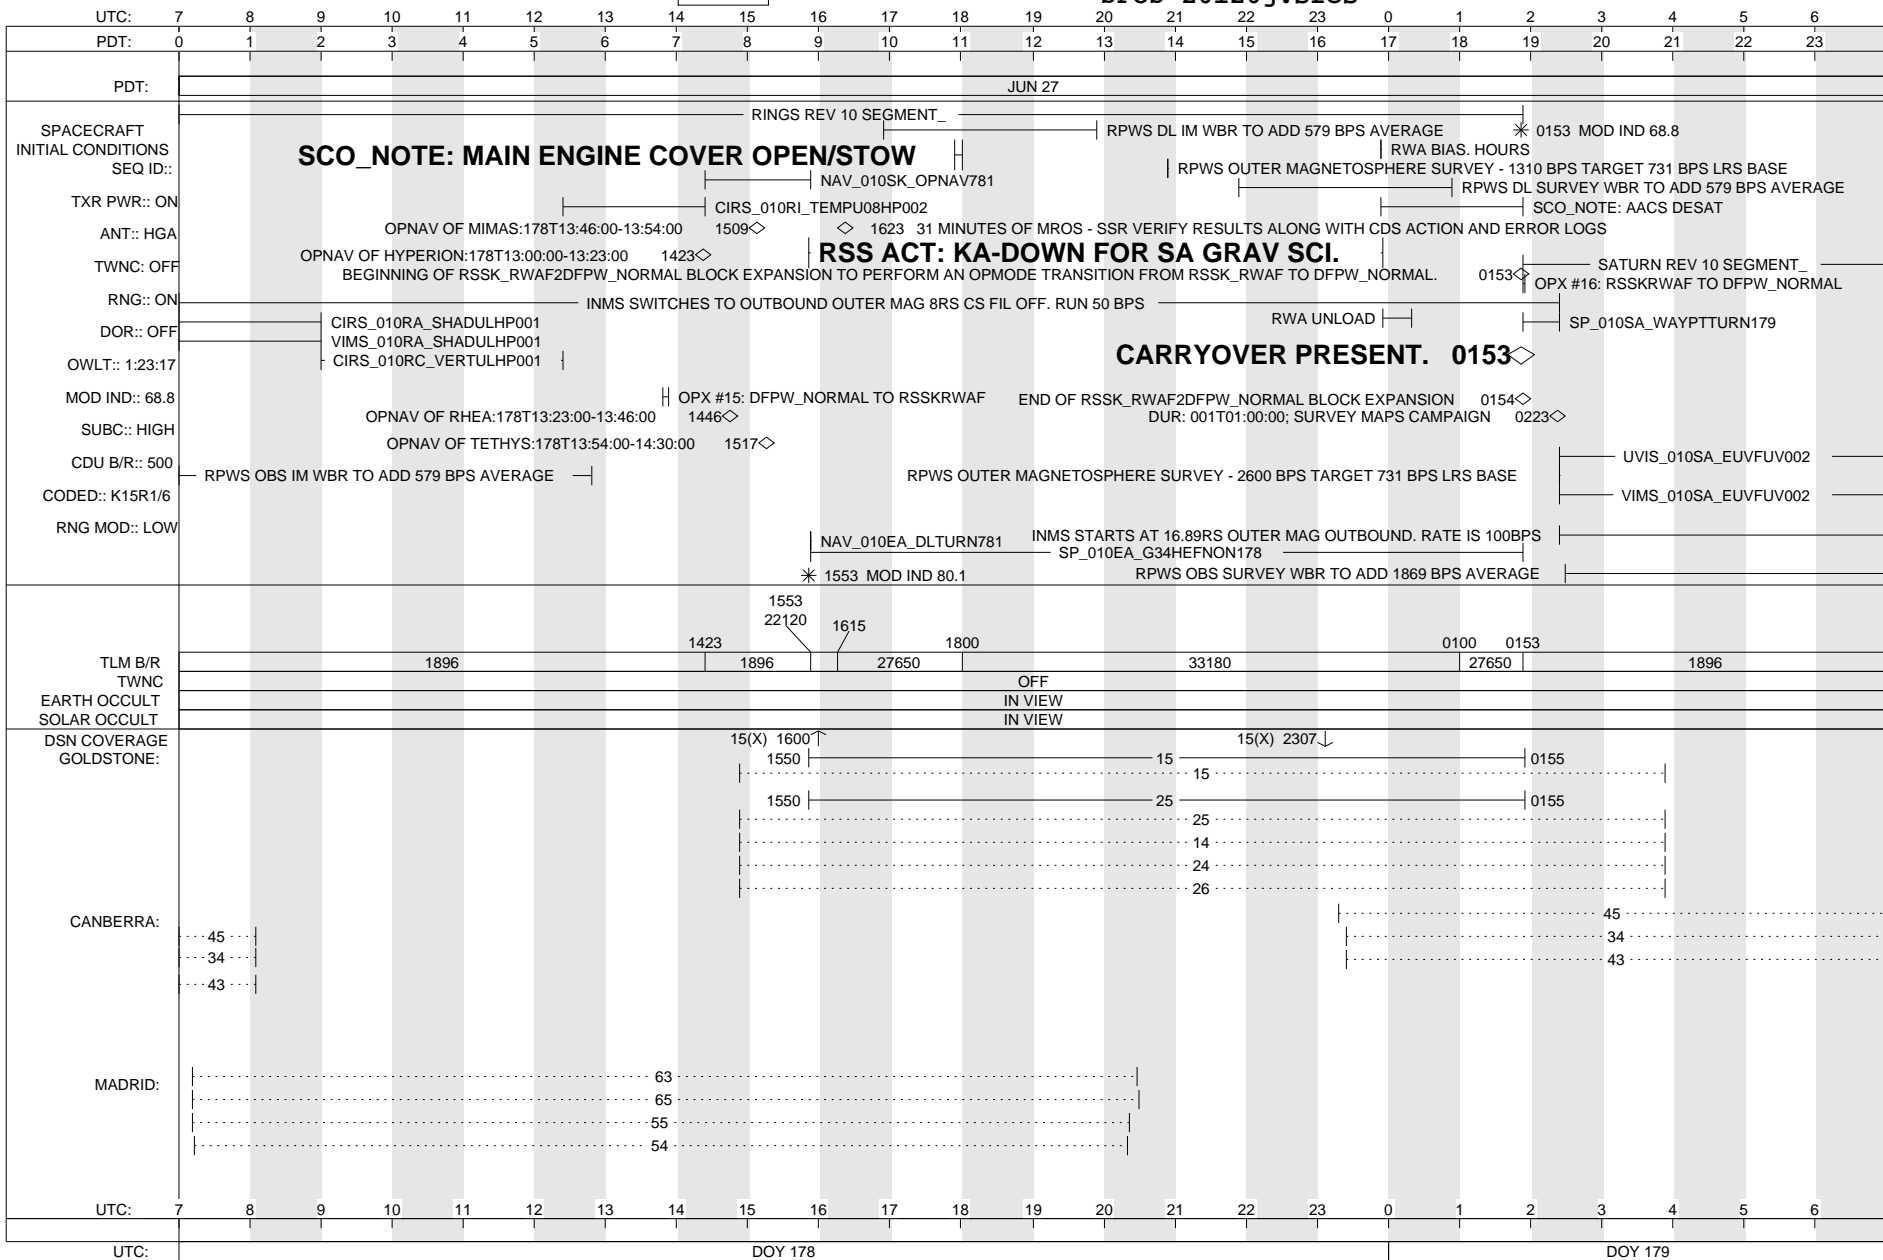 UTC: 7 8 9 10 11 12 13 14 15 16 17 18 19 20 21 22 23 0 1 2 3 4 5 6
PDT: 0 1 2 3 4 5 6 7 8 9 10 11 12 13 14 15 16 17 18 19 20 21 22 23
PDT: JUN 27
RINGS REV 10 SEGMENT_
SPACECRAFT
INITIAL CONDITIONS
RPWS DL IM WBR TO ADD 579 BPS AVERAGE
0153 MOD IND 68.8
SCO_NOTE: MAIN ENGINE COVER OPEN/STOW
RWA BIAS. HOURS
SEQ ID::
RPWS OUTER MAGNETOSPHERE SURVEY - 1310 BPS TARGET 731 BPS LRS BASE
NAV_010SK_OPNAV781
RPWS DL SURVEY WBR TO ADD 579 BPS AVERAGE
TXR PWR:: ON
CIRS_010RI_TEMPU08HP002
SCO_NOTE: AACS DESAT
ANT:: HGA
OPNAV OF MIMAS:178T13:46:00-13:54:00 1509
1623 31 MINUTES OF MROS - SSR VERIFY RESULTS ALONG WITH CDS ACTION AND ERROR LOGS
OPNAV OF HYPERION:178T13:00:00-13:23:00 1423
RSS ACT: KA-DOWN FOR SA GRAV SCI.
TWNC: OFF
SATURN REV 10 SEGMENT_
BEGINNING OF RSSK_RWAF2DFPW_NORMAL BLOCK EXPANSION TO PERFORM AN OPMODE TRANSITION FROM RSSK_RWAF TO DFPW_NORMAL. 0153
OPX #16: RSSKRWAF TO DFPW_NORMAL
RNG:: ON
INMS SWITCHES TO OUTBOUND OUTER MAG 8RS CS FIL OFF. RUN 50 BPS
RWA UNLOAD
CIRS_010RA_SHADULHP001
SP_010SA_WAYPTTURN179
DOR:: OFF
VIMS_010RA_SHADULHP001
CIRS_010RC_VERTULHP001
CARRYOVER PRESENT. 0153
OWLT:: 1:23:17
MOD IND:: 68.8
OPX #15: DFPW_NORMAL TO RSSKRWAF
END OF RSSK_RWAF2DFPW_NORMAL BLOCK EXPANSION 0154
OPNAV OF RHEA:178T13:23:00-13:46:00 1446
DUR: 001T01:00:00; SURVEY MAPS CAMPAIGN 0223
SUBC:: HIGH
OPNAV OF TETHYS:178T13:54:00-14:30:00 1517
UVIS_010SA_EUVFUV002
CDU B/R:: 500
RPWS OBS IM WBR TO ADD 579 BPS AVERAGE
RPWS OUTER MAGNETOSPHERE SURVEY - 2600 BPS TARGET 731 BPS LRS BASE
CODED:: K15R1/6
VIMS_010SA_EUVFUV002
RNG MOD:: LOW
INMS STARTS AT 16.89RS OUTER MAG OUTBOUND. RATE IS 100BPS
NAV_010EA_DLTURN781
SP_010EA_G34HEFNON178
1553 MOD IND 80.1
RPWS OBS SURVEY WBR TO ADD 1869 BPS AVERAGE
1553
22120
1615
1423 1800 0100 0153
TLM B/R 1896 1896 27650 33180 27650 1896
TWNC OFF
EARTH OCCULT IN VIEW
SOLAR OCCULT IN VIEW
DSN COVERAGE
15(X) 1600 15(X) 2307
GOLDSTONE: 1550 15 0155
15
1550 25 0155
25
14
24
26
45
CANBERRA:
45 34
34 43
43
63
MADRID:
65
55
54
UTC: 7 8 9 10 11 12 13 14 15 16 17 18 19 20 21 22 23 0 1 2 3 4 5 6
UTC: DOY 178 DOY 179